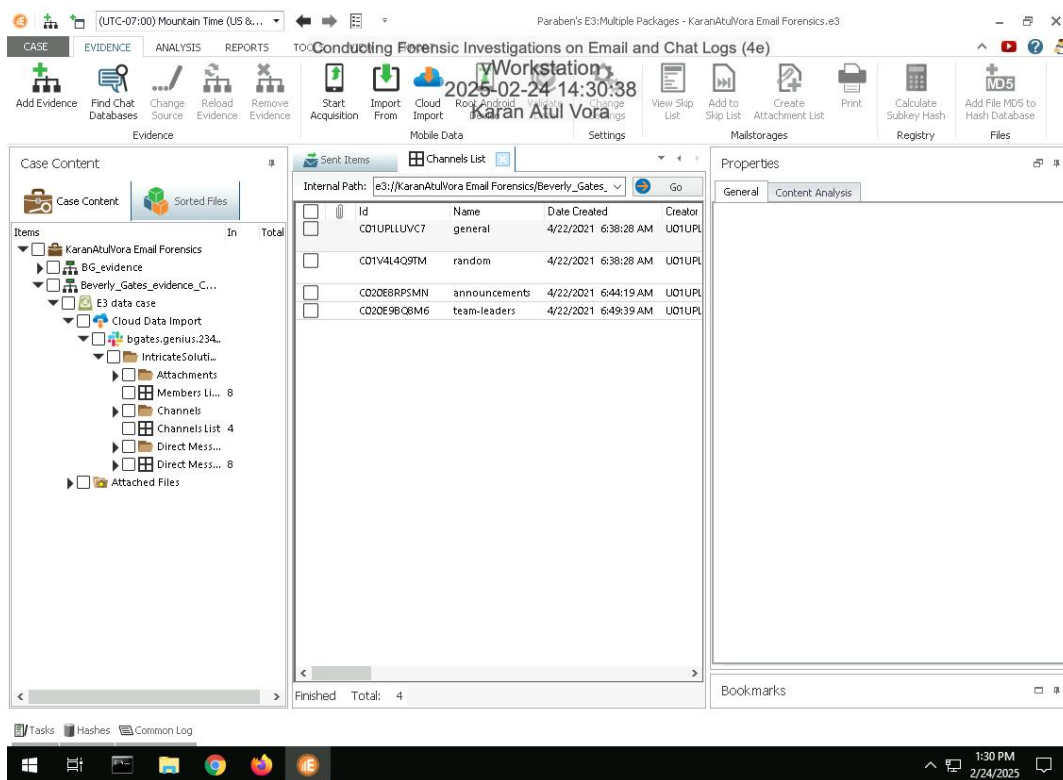 (UTC-07:00) Mountain Time (US &...
Paraben's E3:Multiple Packages - KaranAtulVora Email Forensics.e3
CASE EVIDENCE ANALYSIS REPORTS
Conducting Forensic Investigations on Email and Chat Logs (4e)
vWorkstation
2025-02-24 14:30:38
Karan Atul Vora
Add Evidence
Find Chat Databases
Change Source
Reload Evidence
Remove Evidence
Start Acquisition
Import From
Cloud Import
Root Android Device
Change Settings
View Skip List
Add to Skip List
Create Attachment List
Print
Calculate Subkey Hash
MD5
Add File MD5 to Hash Database
Evidence Mobile Data Settings Mailstorages Registry Files
Case Content
Case Content Sorted Files
Items In Total
KaranAtulVora Email Forensics
BG_evidence
Beverly_Gates_evidence_C...
E3 data case
Cloud Data Import
bgates.genius.234...
IntricateSoluti...
Attachments
Members Li... 8
Channels
Channels List 4
Direct Mess...
Direct Mess... 8
Attached Files
Sent Items Channels List
Internal Path: e3://KaranAtulVora Email Forensics/Beverly_Gates_ Go
Id Name Date Created Creator
C01UPLLUVC7 general 4/22/2021 6:38:28 AM U01UPL
C01V4L4Q9TM random 4/22/2021 6:38:28 AM U01UPL
C020E8RPSMN announcements 4/22/2021 6:44:19 AM U01UPL
C020E9BQ8M6 team-leaders 4/22/2021 6:49:39 AM U01UPL
Finished Total: 4
Properties
General Content Analysis
Bookmarks
Tasks Hashes Common Log
1:30 PM
2/24/2025